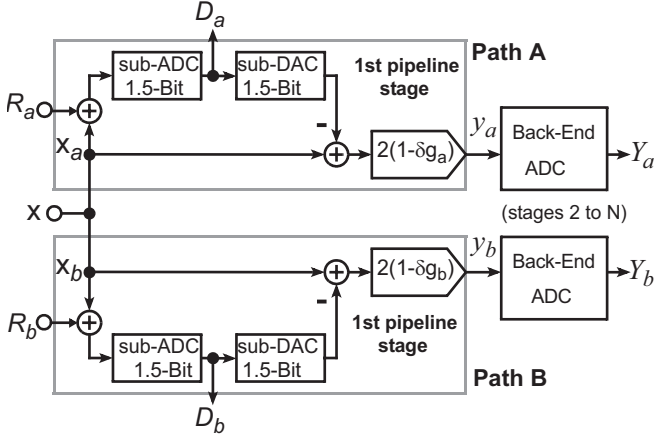 D_a
sub-ADC
1.5-Bit
sub-DAC
1.5-Bit
1st pipeline
stage
Path A
R_a
+
-
x_a
+
2(1-δg_a)
y_a
Back-End
ADC
Y_a
x
(stages 2 to N)
x_b
+
2(1-δg_b)
y_b
Back-End
ADC
Y_b
-
R_b
+
1st pipeline
stage
sub-ADC
1.5-Bit
sub-DAC
1.5-Bit
Path B
D_b